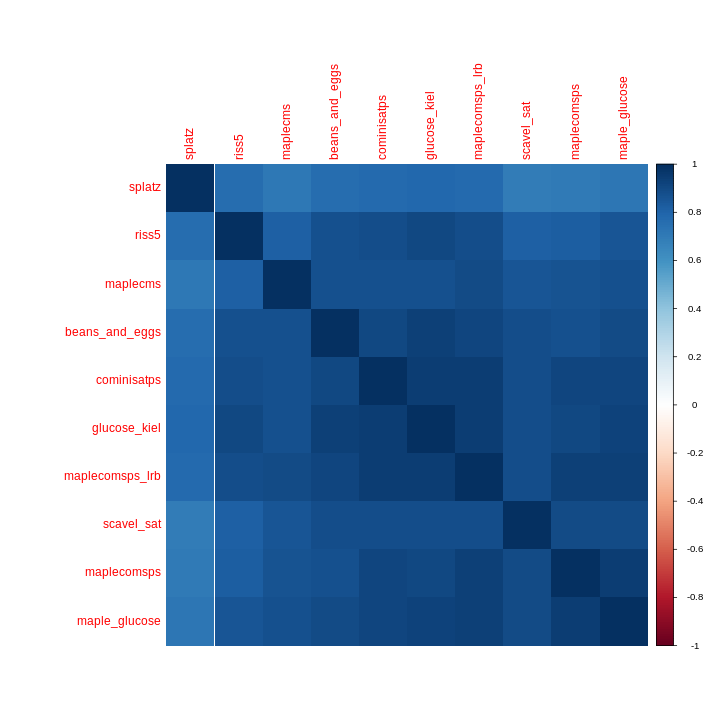 splatz
riss5
maplecms
beans_and_eggs
cominisatps
glucose_kiel
maplecomsps_lrb
scavel_sat
maplecomsps
maple_glucose
splatz
riss5
maplecms
beans_and_eggs
cominisatps
glucose_kiel
maplecomsps_lrb
scavel_sat
maplecomsps
maple_glucose
1
0.8
0.6
0.4
0.2
0
-0.2
-0.4
-0.6
-0.8
-1